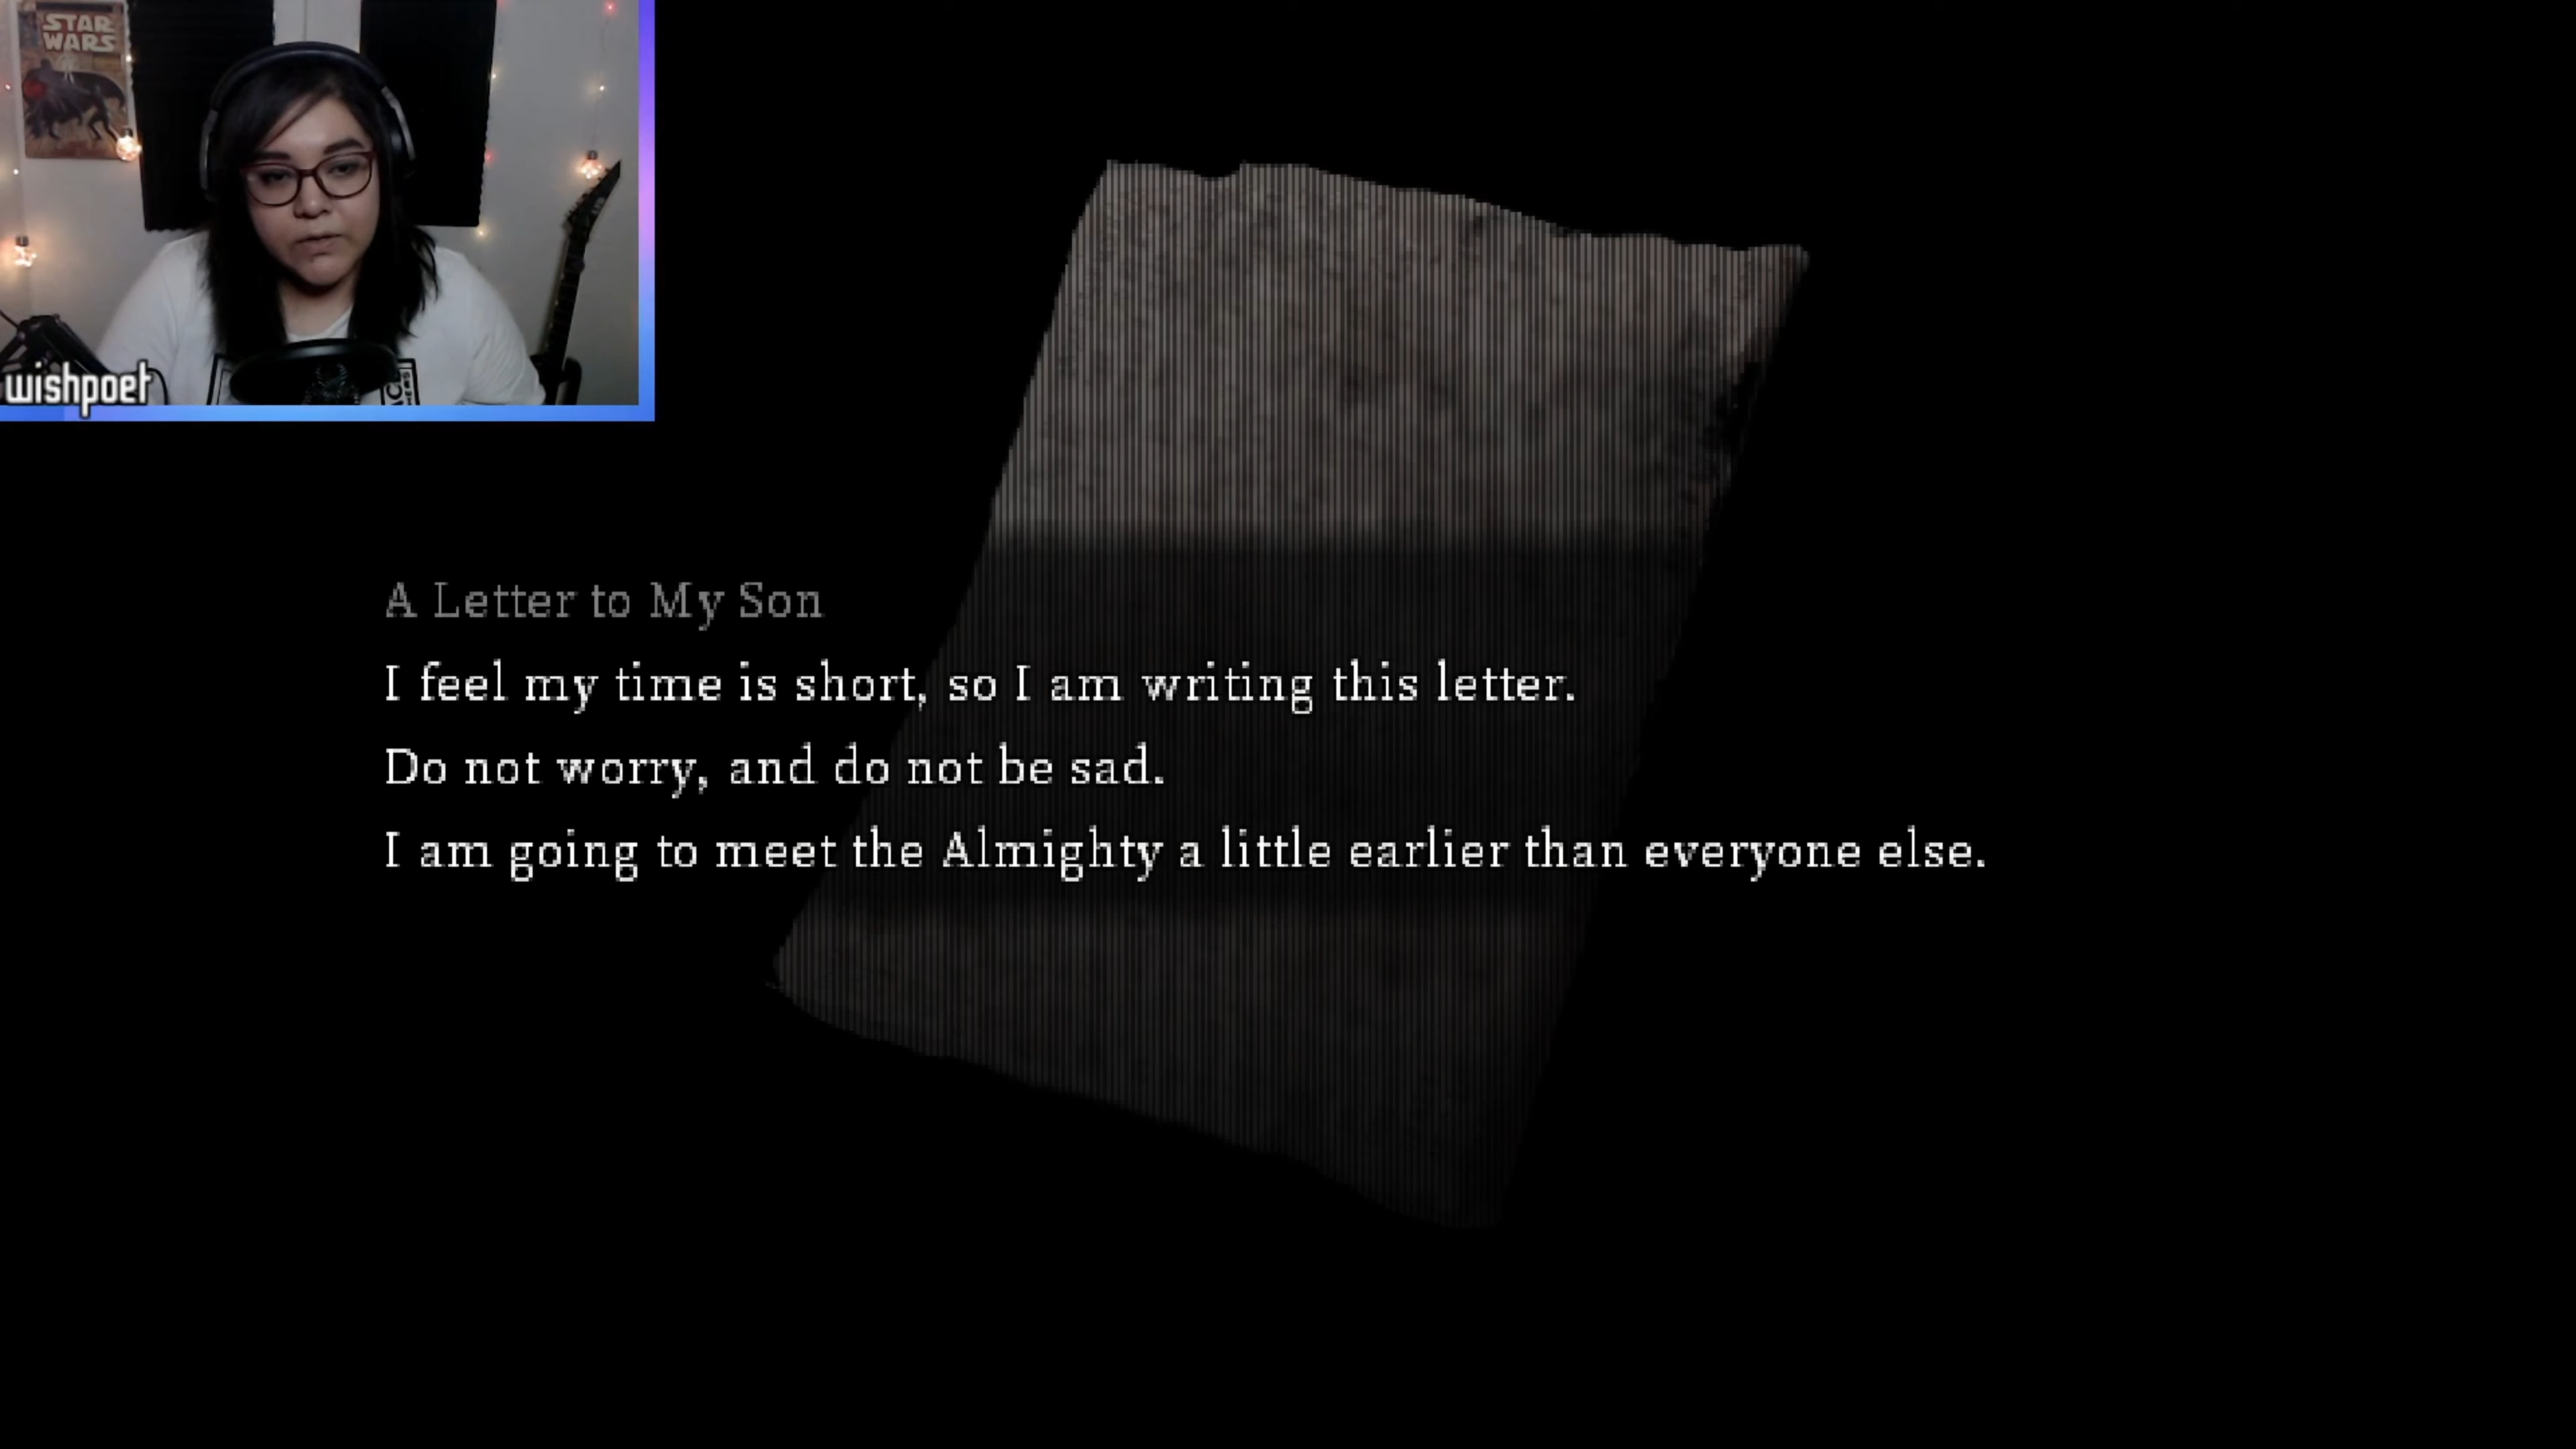 STAR
WARS
wishpoet
A Letter to My Son
I feel my time is short, so I am writing this letter.
Do not worry, and do not be sad.
I am going to meet the Almighty a little earlier than everyone else.